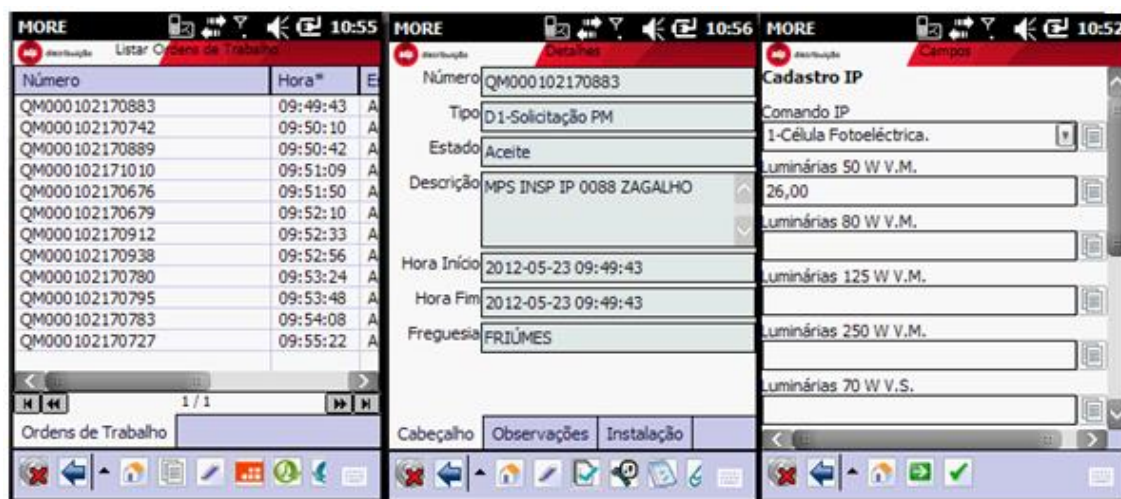 MORE 10:55
edp distribuição Listar Ordens de Trabalho
Número Hora* E
QM000102170883 09:49:43 A
QM000102170742 09:50:10 A
QM000102170889 09:50:42 A
QM000102171010 09:51:09 A
QM000102170676 09:51:50 A
QM000102170679 09:52:10 A
QM000102170912 09:52:33 A
QM000102170938 09:52:56 A
QM000102170780 09:53:24 A
QM000102170795 09:53:48 A
QM000102170783 09:54:08 A
QM000102170727 09:55:22 A
1 / 1
Ordens de Trabalho
MORE 10:56
edp distribuição Detalhes
Número QM000102170883
Tipo D1-Solicitação PM
Estado Aceite
Descrição MPS INSP IP 0088 ZAGALHO
Hora Início 2012-05-23 09:49:43
Hora Fim 2012-05-23 09:49:43
Freguesia FRIÚMES
Cabeçalho Observações Instalação
MORE 10:52
edp distribuição Campos
Cadastro IP
Comando IP
1-Célula Fotoeléctrica.
Luminárias 50 W V.M.
26,00
Luminárias 80 W V.M.
Luminárias 125 W V.M.
Luminárias 250 W V.M.
Luminárias 70 W V.S.